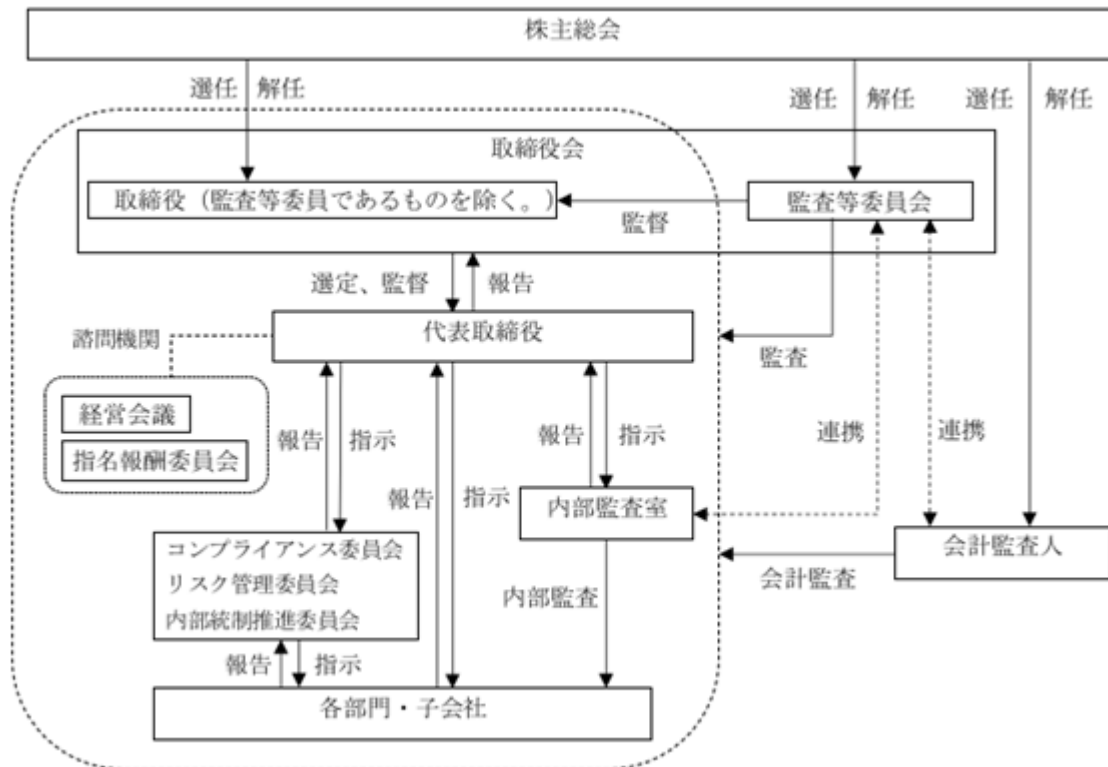 株主総会
選任 解任
選任 解任
選任 解任
取締役会
取締役（監査等委員であるものを除く。）
監査等委員会
監督
選定、監督
報告
代表取締役
監査
諮問機関
経営会議
指名報酬委員会
報告
指示
報告
指示
報告
指示
連携
連携
内部監査室
コンプライアンス委員会
リスク管理委員会
内部統制推進委員会
会計監査人
会計監査
内部監査
報告
指示
各部門・子会社